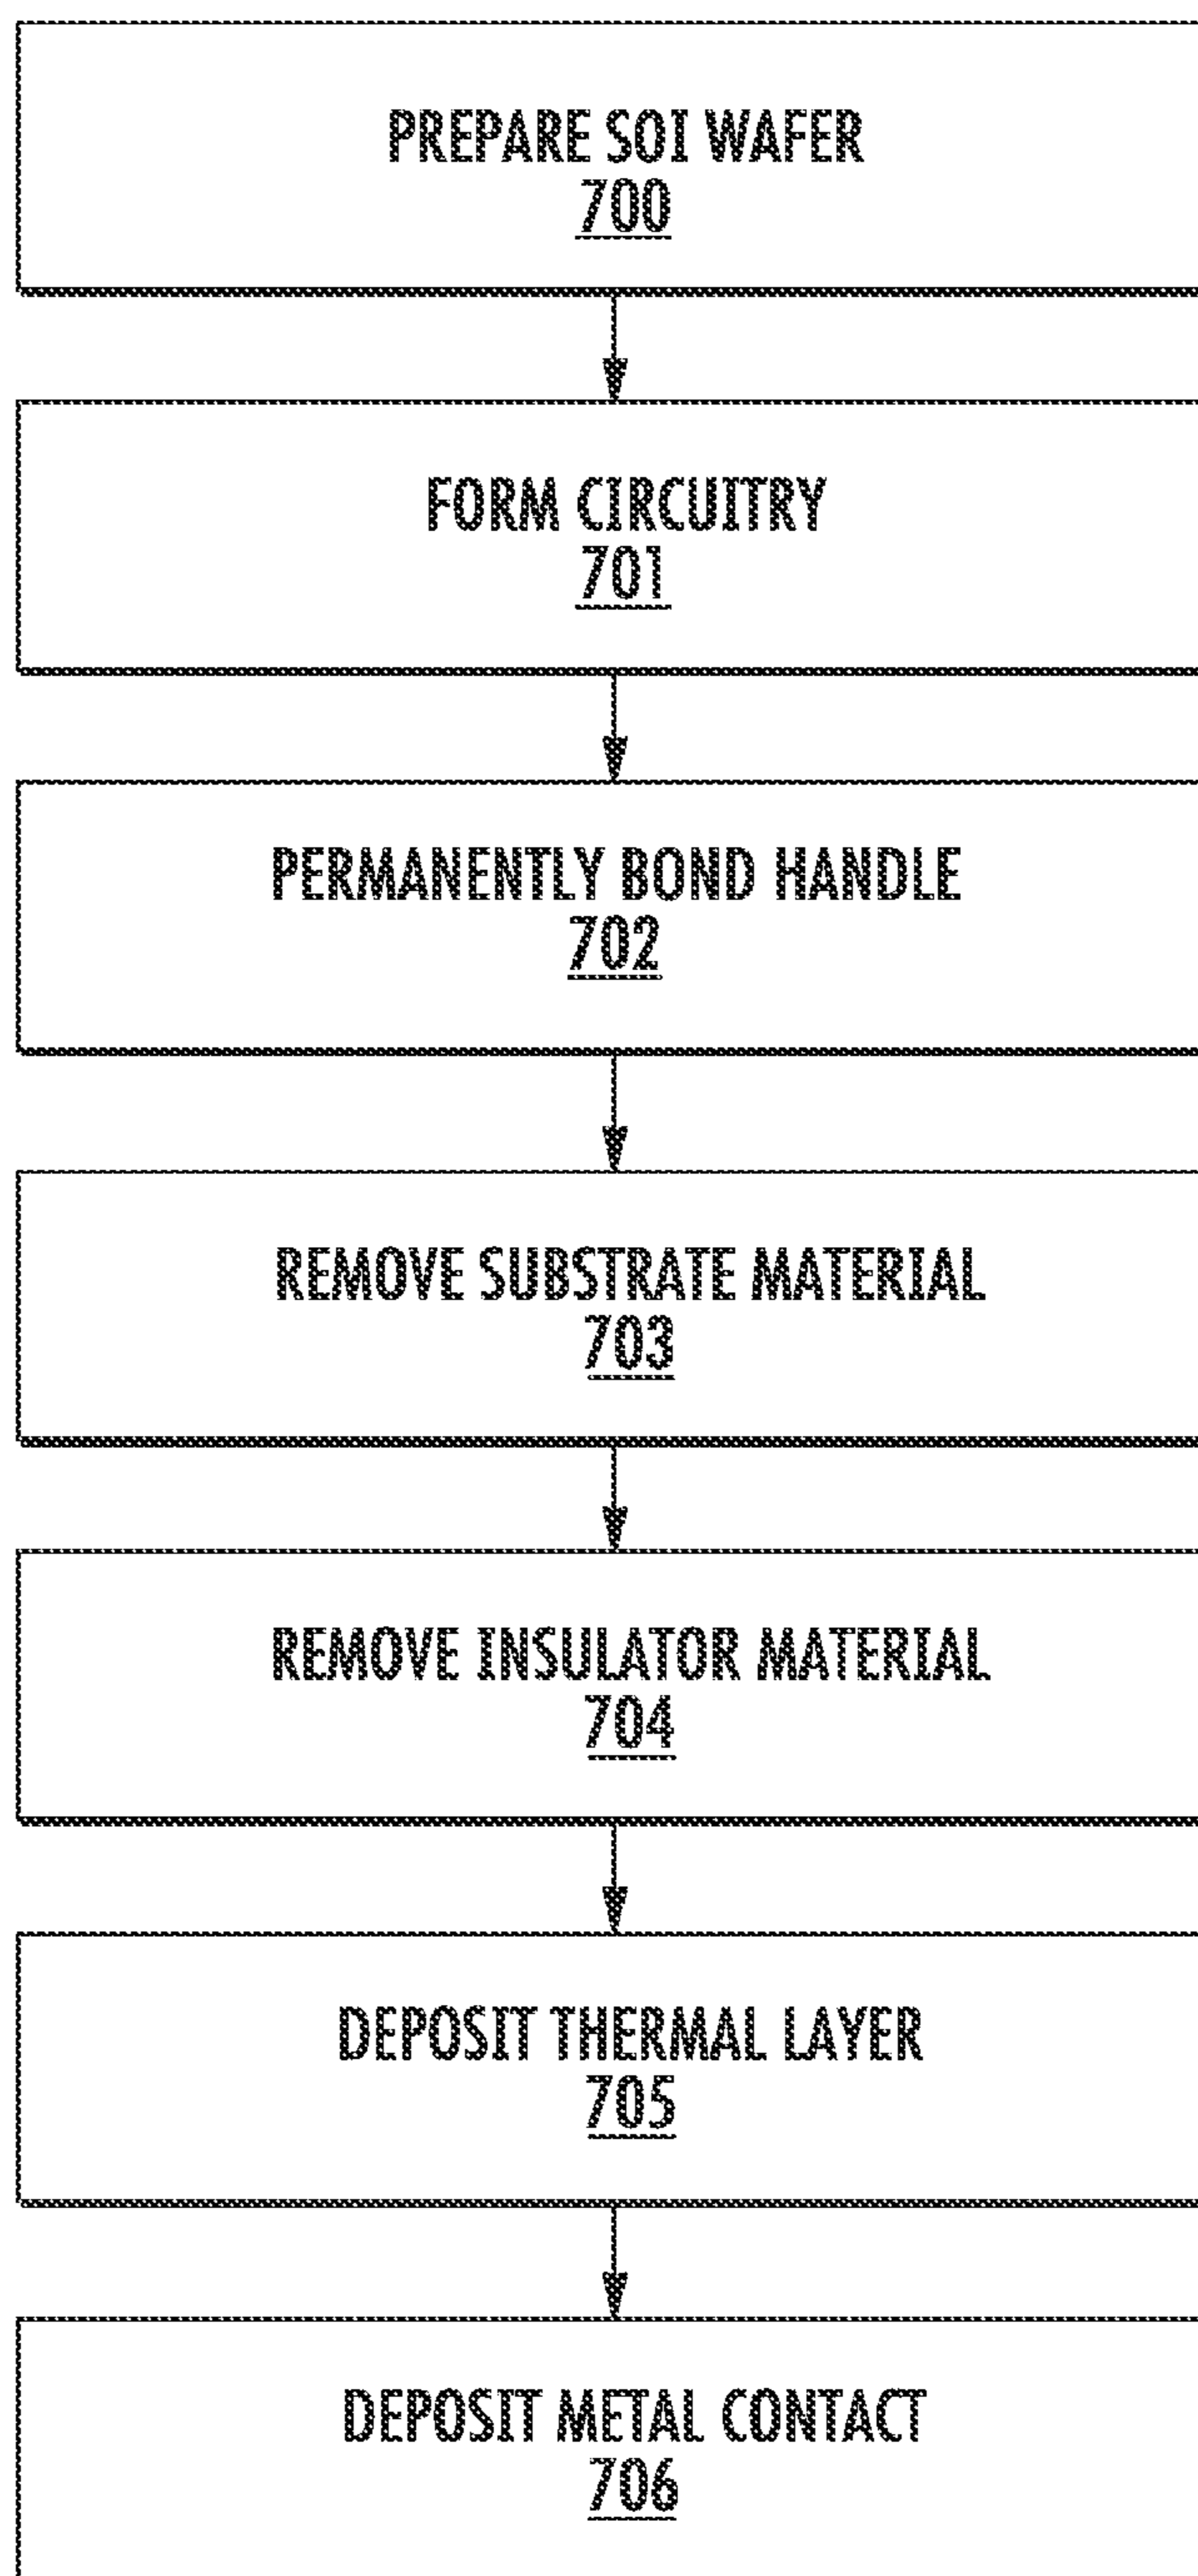 PREPARE SOI WAFER
700
FORM CIRCUITRY
701
PERMANENTLY BOND HANDLE
702
REMOVE SUBSTRATE MATERIAL
703
REMOVE INSULATOR MATERIAL
704
DEPOSIT THERMAL LAYER
705
DEPOSIT METAL CONTACT
706